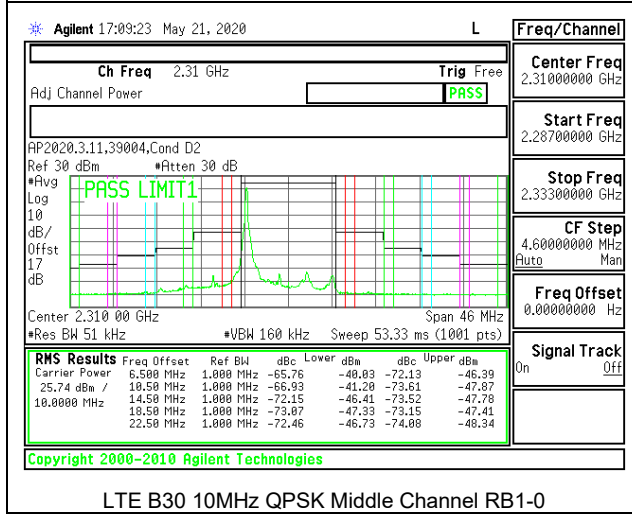 Agilent 17:09:23 May 21, 2020 L
Freq/Channel
Ch Freq 2.31 GHz Trig Free
Adj Channel Power PASS
Center Freq
2.31000000 GHz
Start Freq
2.28700000 GHz
Stop Freq
2.33300000 GHz
CF Step
4.60000000 MHz
Auto Man
Freq Offset
0.00000000 Hz
Signal Track
On Off
AP2020.3.11,39004,Cond D2
Ref 30 dBm #Atten 30 dB
#Avg
Log
10
dB/
Offst
17
dB
PASS LIMIT1
Center 2.310 00 GHz Span 46 MHz
#Res BW 51 kHz #VBW 160 kHz Sweep 53.33 ms (1001 pts)
RMS Results Freq Offset Ref BW dBc Lower dBm dBc Upper dBm
Carrier Power 6.500 MHz 1.000 MHz -65.76 -40.03 -72.13 -46.39
25.74 dBm / 10.50 MHz 1.000 MHz -66.93 -41.20 -73.61 -47.87
10.0000 MHz 14.50 MHz 1.000 MHz -72.15 -46.41 -73.52 -47.78
18.50 MHz 1.000 MHz -73.07 -47.33 -73.15 -47.41
22.50 MHz 1.000 MHz -72.46 -46.73 -74.08 -48.34
Copyright 2000-2010 Agilent Technologies
LTE B30 10MHz QPSK Middle Channel RB1-0